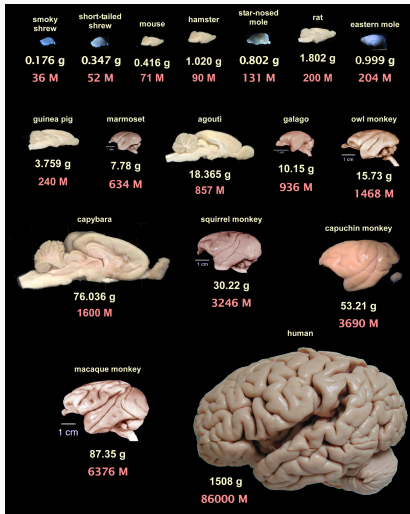 smoky shrew
short-tailed shrew
mouse
hamster
star-nosed mole
rat
eastern mole
0.176 g
0.347 g
0.416 g
1.020 g
0.802 g
1.802 g
0.999 g
36 M
52 M
71 M
90 M
131 M
200 M
204 M
guinea pig
marmoset
agouti
galago
owl monkey
1 cm
3.759 g
7.78 g
18.365 g
10.15 g
15.73 g
240 M
634 M
857 M
936 M
1468 M
capybara
squirrel monkey
capuchin monkey
1 cm
76.036 g
30.22 g
53.21 g
1600 M
3246 M
3690 M
human
macaque monkey
1 cm
87.35 g
6376 M
1508 g
86000 M